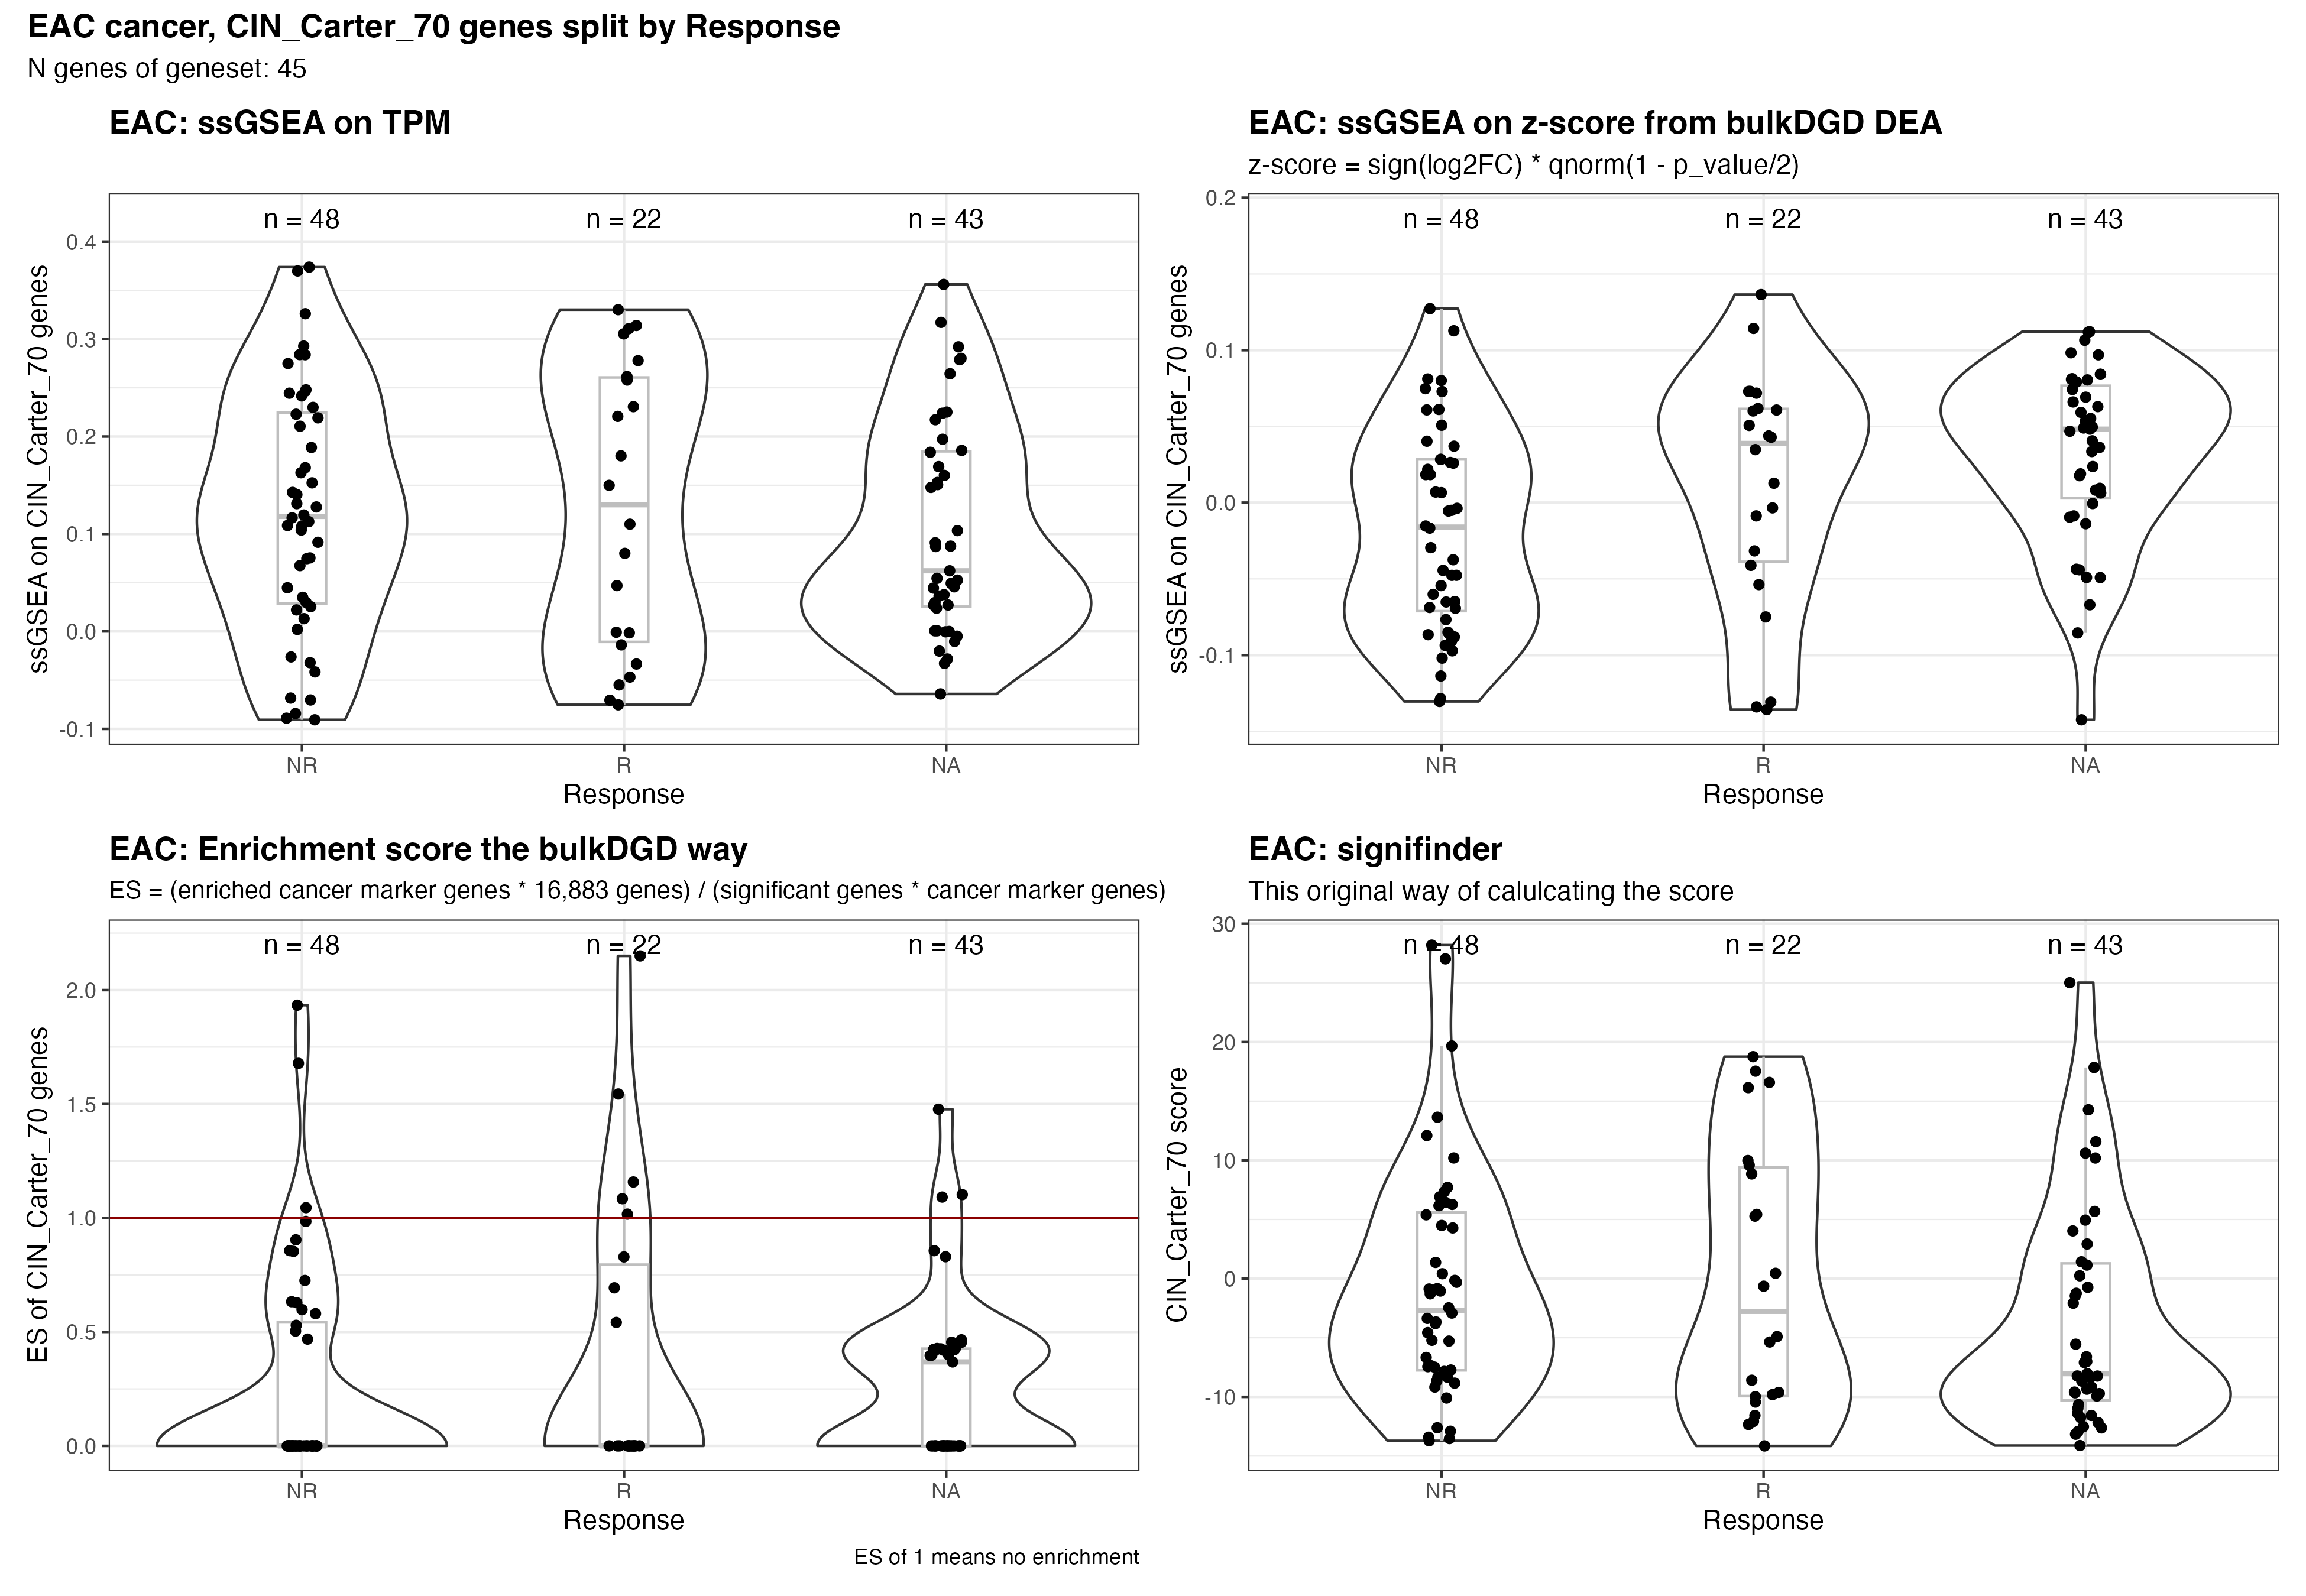 EAC cancer, CIN_Carter_70 genes split by Response
N genes of geneset: 45
EAC: ssGSEA on TPM
n = 48
n = 22
n = 43
ssGSEA on CIN_Carter_70 genes
0.4
0.3
0.2
0.1
0.0
-0.1
NR
R
NA
Response
EAC: ssGSEA on z-score from bulkDGD DEA
z-score = sign(log2FC) * qnorm(1 - p_value/2)
n = 48
n = 22
n = 43
ssGSEA on CIN_Carter_70 genes
0.2
0.1
0.0
-0.1
NR
R
NA
Response
EAC: Enrichment score the bulkDGD way
ES = (enriched cancer marker genes * 16,883 genes) / (significant genes * cancer marker genes)
n = 48
n = 22
n = 43
ES of CIN_Carter_70 genes
2.0
1.5
1.0
0.5
0.0
NR
R
NA
Response
ES of 1 means no enrichment
EAC: signifinder
This original way of calulcating the score
n = 48
n = 22
n = 43
CIN_Carter_70 score
30
20
10
0
-10
NR
R
NA
Response